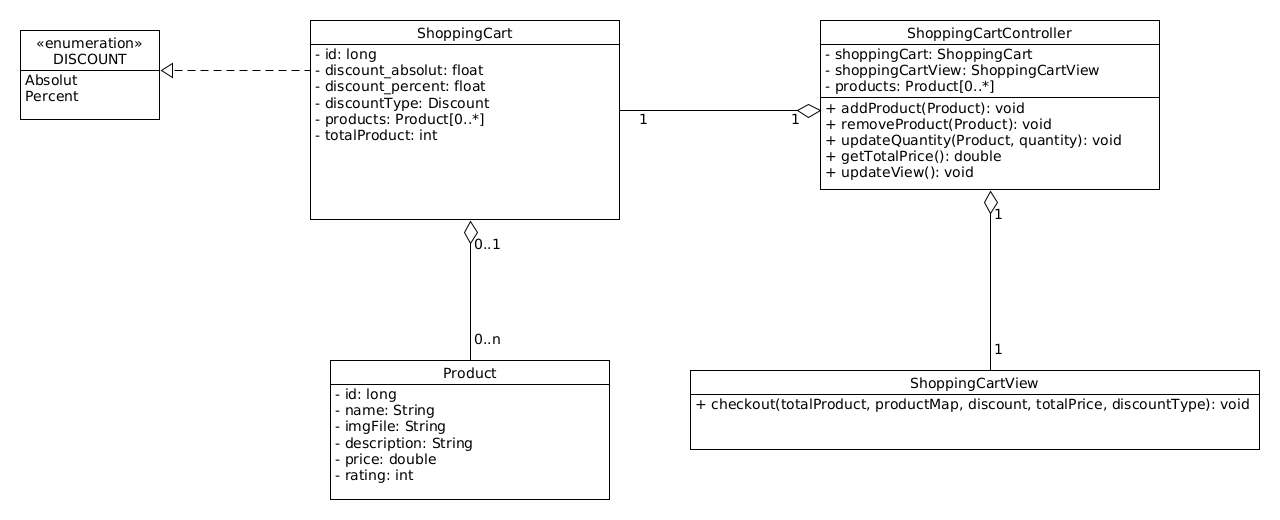 «enumeration»
DISCOUNT
Absolut
Percent
ShoppingCart
- id: long
- discount_absolut: float
- discount_percent: float
- discountType: Discount
- products: Product[0..*]
- totalProduct: int
1
1
ShoppingCartController
- shoppingCart: ShoppingCart
- shoppingCartView: ShoppingCartView
- products: Product[0..*]
+ addProduct(Product): void
+ removeProduct(Product): void
+ updateQuantity(Product, quantity): void
+ getTotalPrice(): double
+ updateView(): void
0..1
0..n
1
1
Product
- id: long
- name: String
- imgFile: String
- description: String
- price: double
- rating: int
ShoppingCartView
+ checkout(totalProduct, productMap, discount, totalPrice, discountType): void